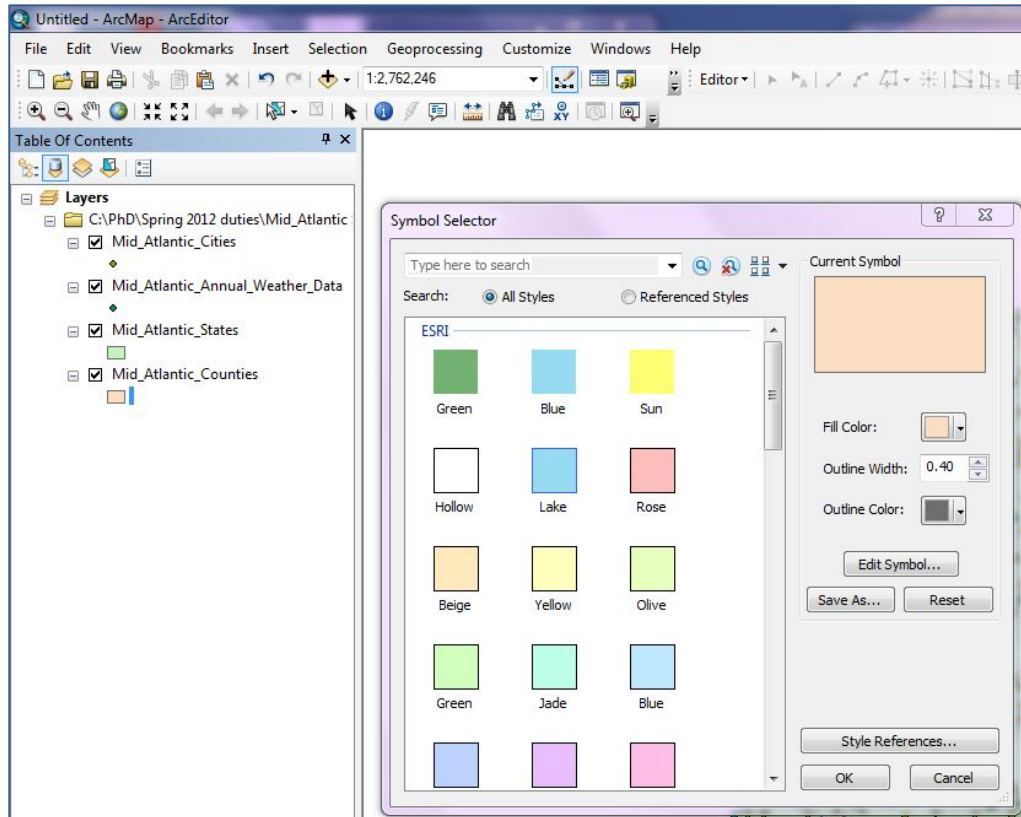 Untitled - ArcMap - ArcEditor
File Edit View Bookmarks Insert Selection Geoprocessing Customize Windows Help
1:2,762,246 Editor
XY
Table Of Contents
Layers
C:\PhD\Spring 2012 duties\Mid_Atlantic
Mid_Atlantic_Cities
Mid_Atlantic_Annual_Weather_Data
Mid_Atlantic_States
Mid_Atlantic_Counties
Symbol Selector
Type here to search
Search: All Styles Referenced Styles
ESRI
Green Blue Sun
Hollow Lake Rose
Beige Yellow Olive
Green Jade Blue
Current Symbol
Fill Color:
Outline Width: 0.40
Outline Color:
Edit Symbol...
Save As... Reset
Style References...
OK Cancel